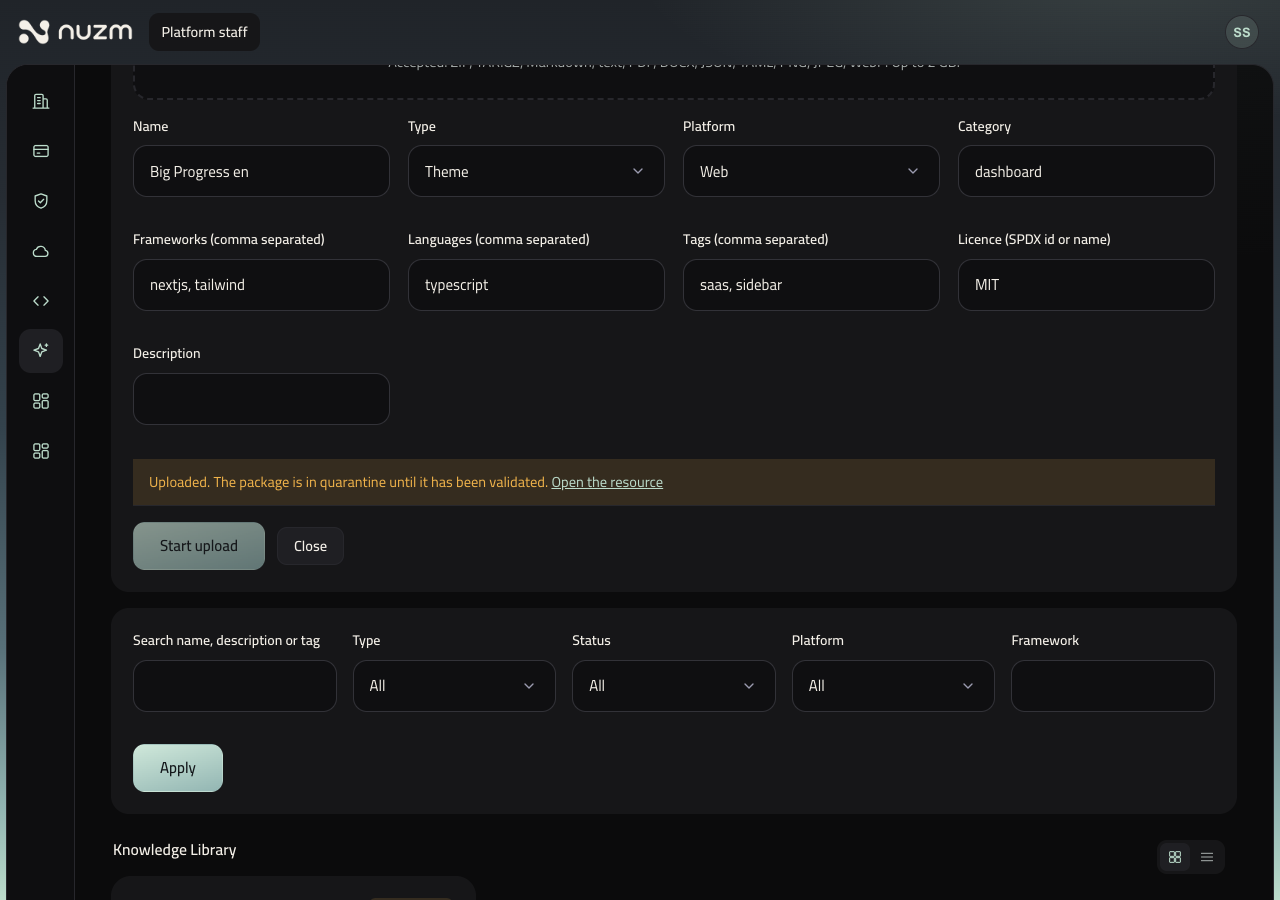 nuzm
Platform staff
SS
Name
Type
Platform
Category
Big Progress en
Theme
Web
dashboard
Frameworks (comma separated)
Languages (comma separated)
Tags (comma separated)
Licence (SPDX id or name)
nextjs, tailwind
typescript
saas, sidebar
MIT
Description
Uploaded. The package is in quarantine until it has been validated. Open the resource
Start upload
Close
Search name, description or tag
Type
Status
Platform
Framework
All
All
All
Apply
Knowledge Library